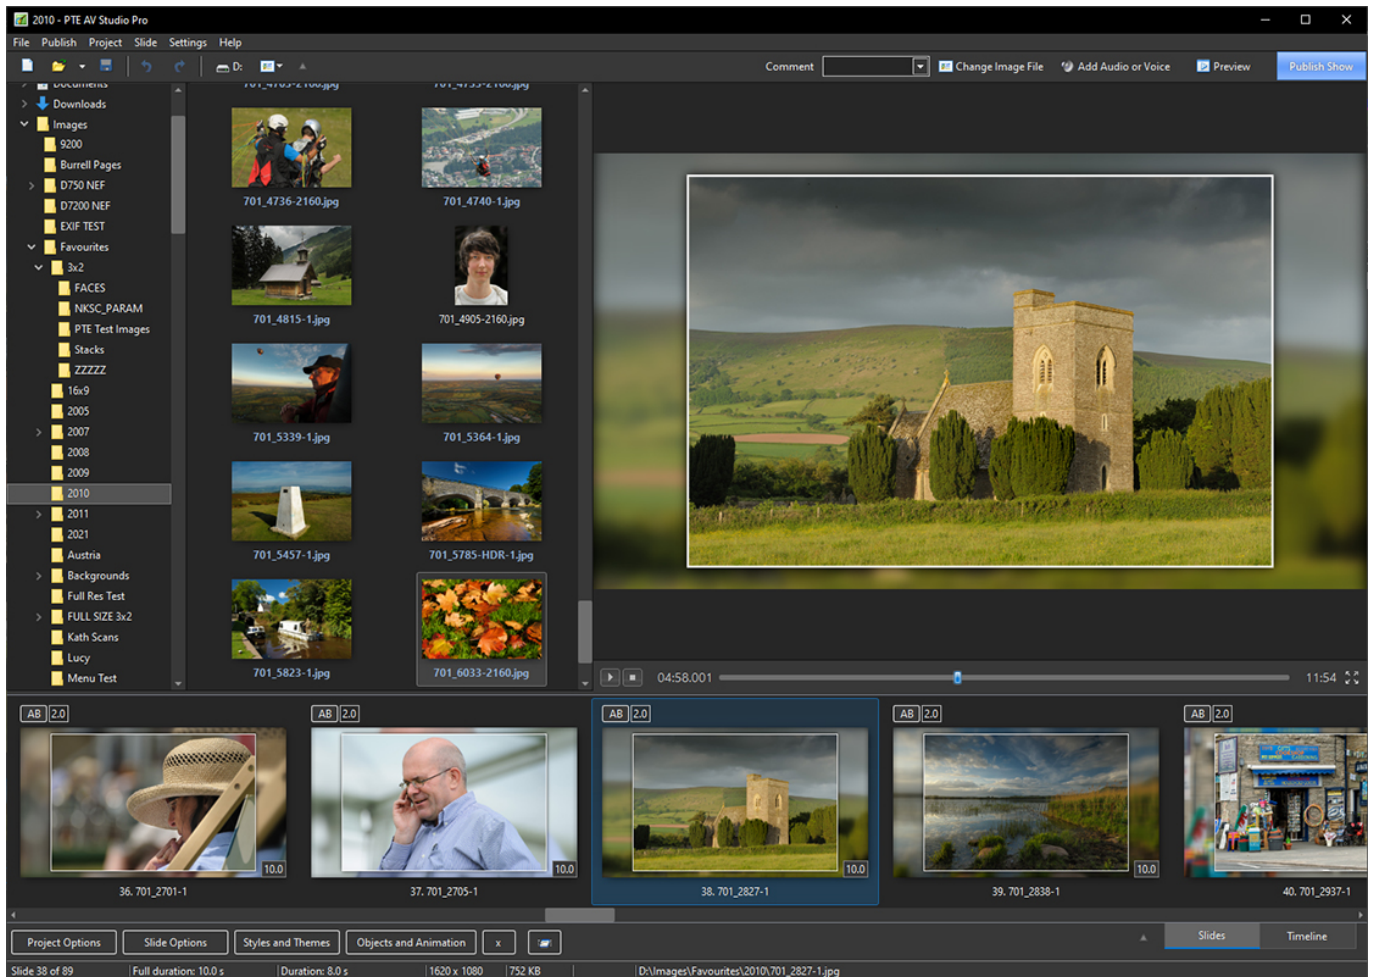 2010 - PTE AV Studio Pro
File Publish Project Slide Settings Help
D: Comment Change Image File Add Audio or Voice Preview Publish Show
Documents
Downloads
Images
9200
Burrell Pages
D750 NEF
D7200 NEF
EXIF TEST
Favourites
3x2
FACES
NKSC_PARAM
PTE Test Images
Stacks
ZZZZZ
16x9
2005
2007
2008
2009
2010
2011
2021
Austria
Backgrounds
Full Res Test
FULL SIZE 3x2
Kath Scans
Lucy
Menu Test
701_4705-2160.jpg 701_4735-2160.jpg
701_4736-2160.jpg 701_4740-1.jpg
701_4815-1.jpg 701_4905-2160.jpg
701_5339-1.jpg 701_5364-1.jpg
701_5457-1.jpg 701_5785-HDR-1.jpg
701_5823-1.jpg 701_6033-2160.jpg
04:58.001 11:54
AB 2.0 AB 2.0 AB 2.0 AB 2.0 AB 2.0
10.0 10.0 10.0 10.0
36. 701_2701-1 37. 701_2705-1 38. 701_2827-1 39. 701_2838-1 40. 701_2937-1
Project Options Slide Options Styles and Themes Objects and Animation x Slides Timeline
Slide 38 of 89 Full duration: 10.0 s Duration: 8.0 s 1620 x 1080 752 KB D:\Images\Favourites\2010\701_2827-1.jpg